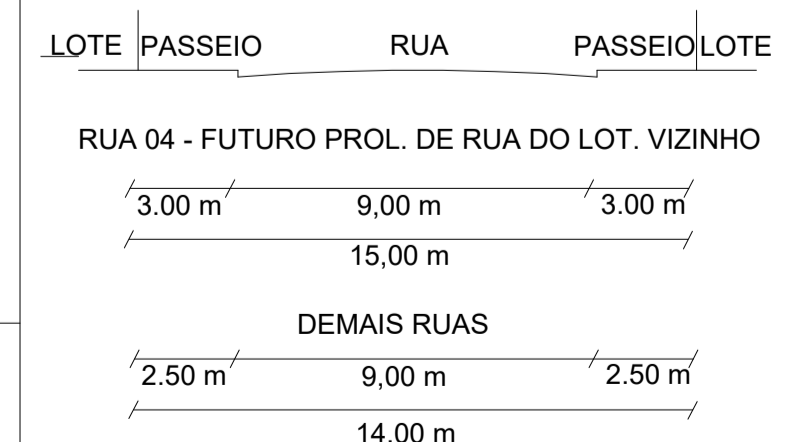 LOTE PASSEIO RUA PASSEIO LOTE
RUA 04 - FUTURO PROL. DE RUA DO LOT. VIZINHO
3.00 m 9,00 m 3.00 m
15,00 m
DEMAIS RUAS
2.50 m 9,00 m 2.50 m
14,00 m